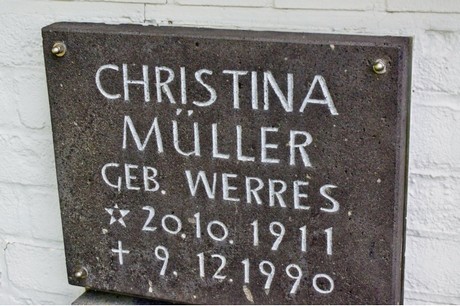 CHRISTINA
MÜLLER
GEB. WERRES
☆ 20.10.1911
+ 9.12.1990